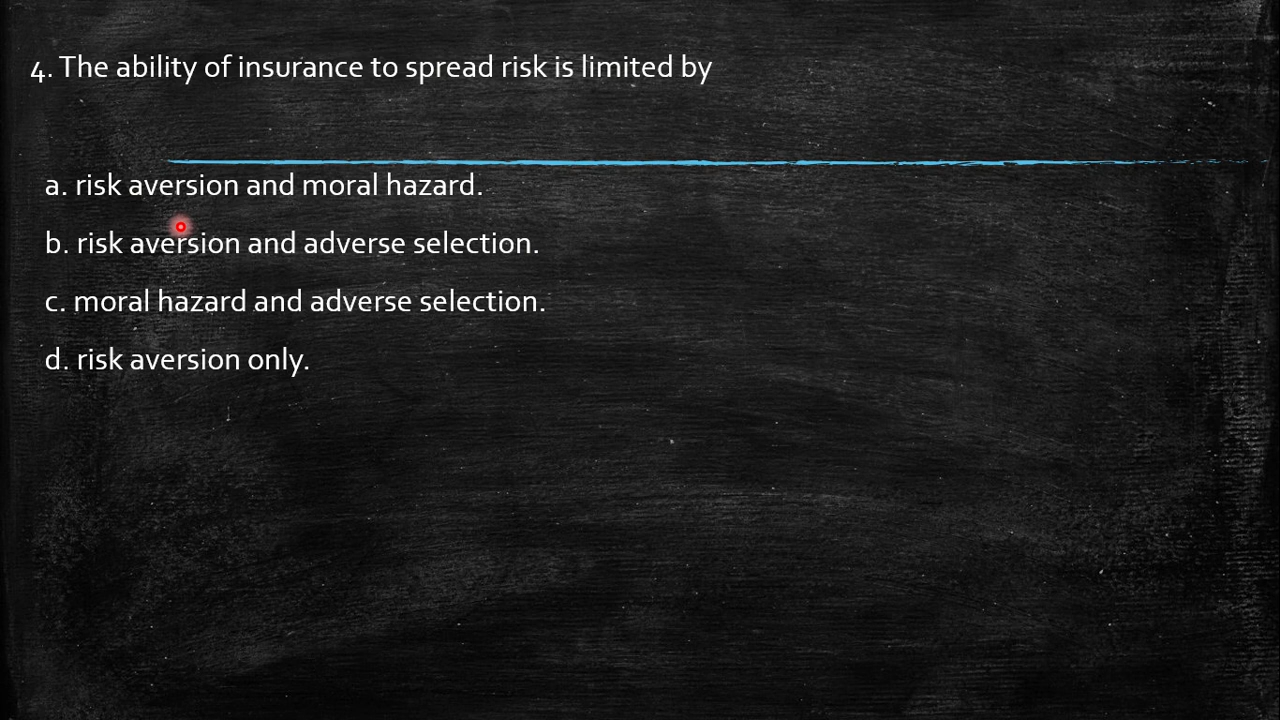 4. The ability of insurance to spread risk is limited by
a. risk aversion and moral hazard.
b. risk aversion and adverse selection.
c. moral hazard and adverse selection.
d. risk aversion only.